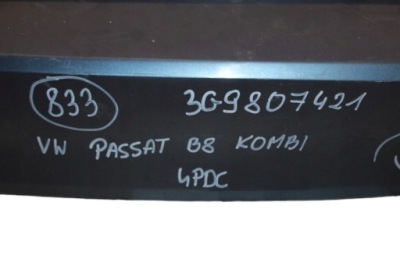 833 3G9807421
VW PASSAT B8 KOMBI
4PDC